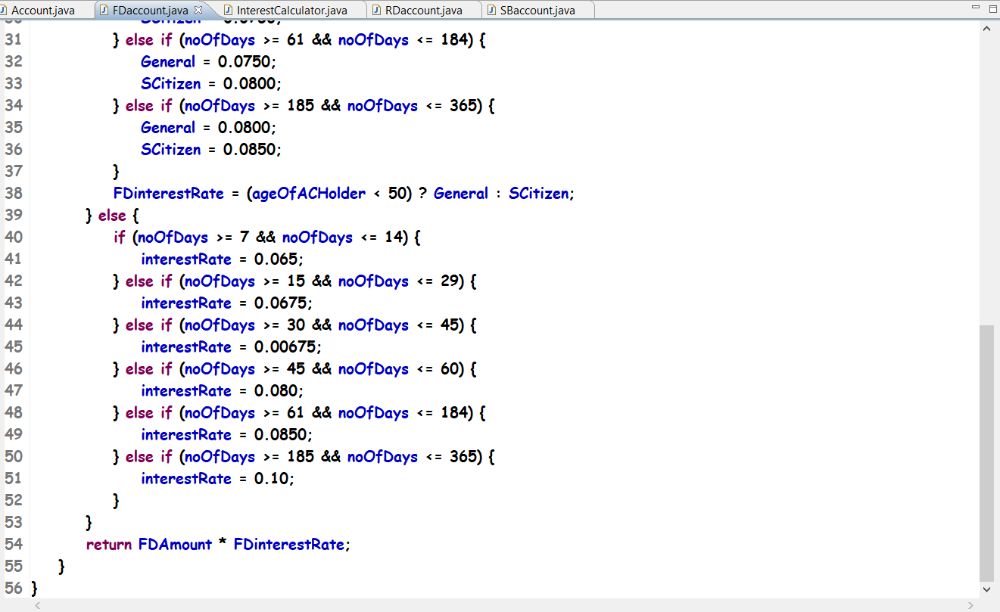 Account.java FDaccount.java InterestCalculator.java RDaccount.java SBaccount.java
31 } else if (noOfDays >= 61 && noOfDays <= 184) {
32 General = 0.0750;
33 SCitizen = 0.0800;
34 } else if (noOfDays >= 185 && noOfDays <= 365) {
35 General = 0.0800;
36 SCitizen = 0.0850;
37 }
38 FDinterestRate = (ageOfACHolder < 50) ? General : SCitizen;
39 } else {
40 if (noOfDays >= 7 && noOfDays <= 14) {
41 interestRate = 0.065;
42 } else if (noOfDays >= 15 && noOfDays <= 29) {
43 interestRate = 0.0675;
44 } else if (noOfDays >= 30 && noOfDays <= 45) {
45 interestRate = 0.00675;
46 } else if (noOfDays >= 45 && noOfDays <= 60) {
47 interestRate = 0.080;
48 } else if (noOfDays >= 61 && noOfDays <= 184) {
49 interestRate = 0.0850;
50 } else if (noOfDays >= 185 && noOfDays <= 365) {
51 interestRate = 0.10;
52 }
53 }
54 return FDAmount * FDinterestRate;
55 }
56 }